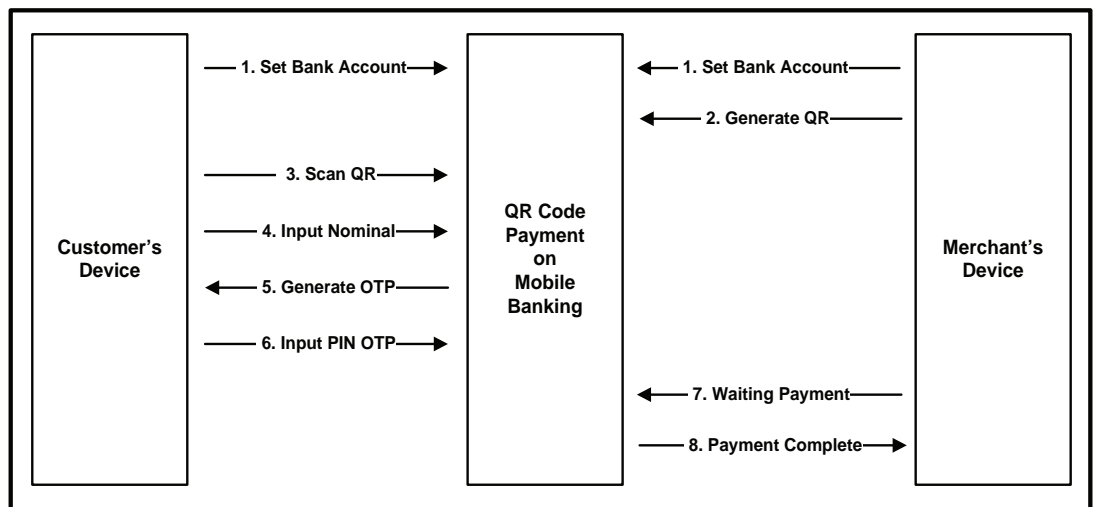 1. Set Bank Account
1. Set Bank Account
2. Generate QR
3. Scan QR
4. Input Nominal
5. Generate OTP
6. Input PIN OTP
Customer's
Device
QR Code
Payment
on
Mobile
Banking
Merchant's
Device
7. Waiting Payment
8. Payment Complete